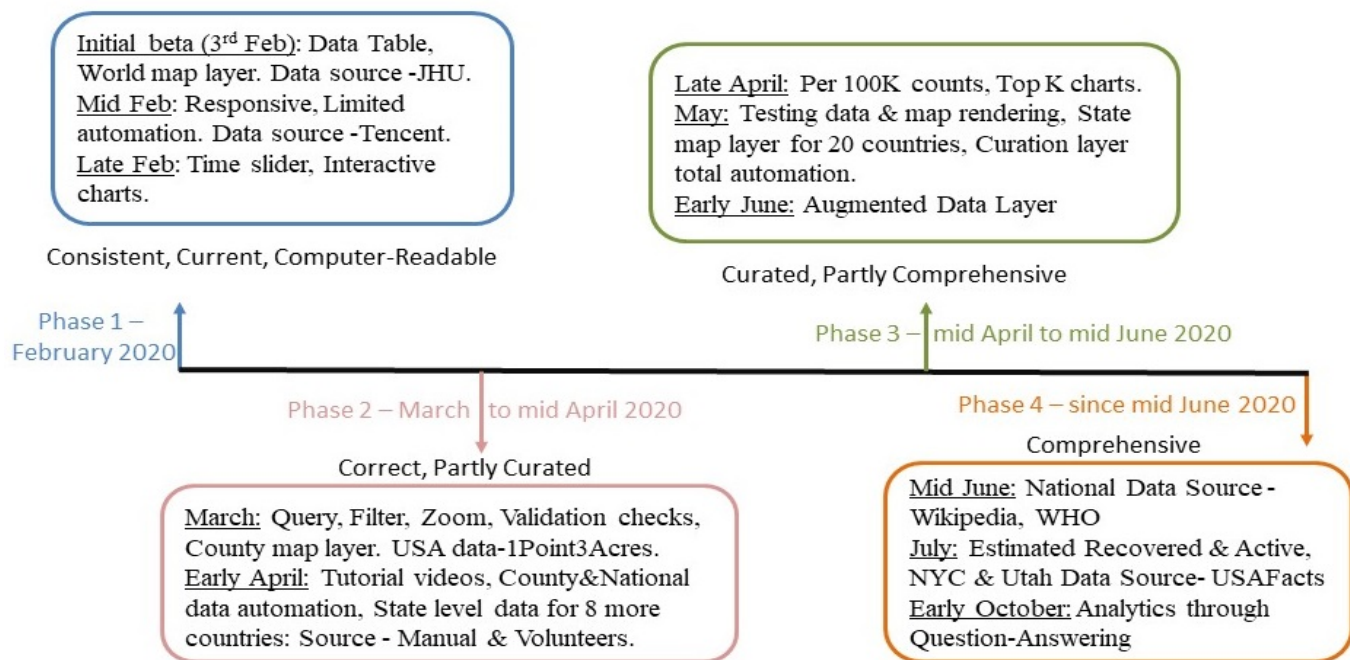 Initial beta (3rd Feb): Data Table,
World map layer. Data source -JHU.
Mid Feb: Responsive, Limited
automation. Data source -Tencent.
Late Feb: Time slider, Interactive
charts.
Consistent, Current, Computer-Readable
Phase 1 –
February 2020
Late April: Per 100K counts, Top K charts.
May: Testing data & map rendering, State
map layer for 20 countries, Curation layer
total automation.
Early June: Augmented Data Layer
Curated, Partly Comprehensive
Phase 3 – mid April to mid June 2020
Phase 2 – March to mid April 2020
Correct, Partly Curated
March: Query, Filter, Zoom, Validation checks,
County map layer. USA data-1Point3Acres.
Early April: Tutorial videos, County&National
data automation, State level data for 8 more
countries: Source - Manual & Volunteers.
Phase 4 – since mid June 2020
Comprehensive
Mid June: National Data Source -
Wikipedia, WHO
July: Estimated Recovered & Active,
NYC & Utah Data Source- USAFacts
Early October: Analytics through
Question-Answering